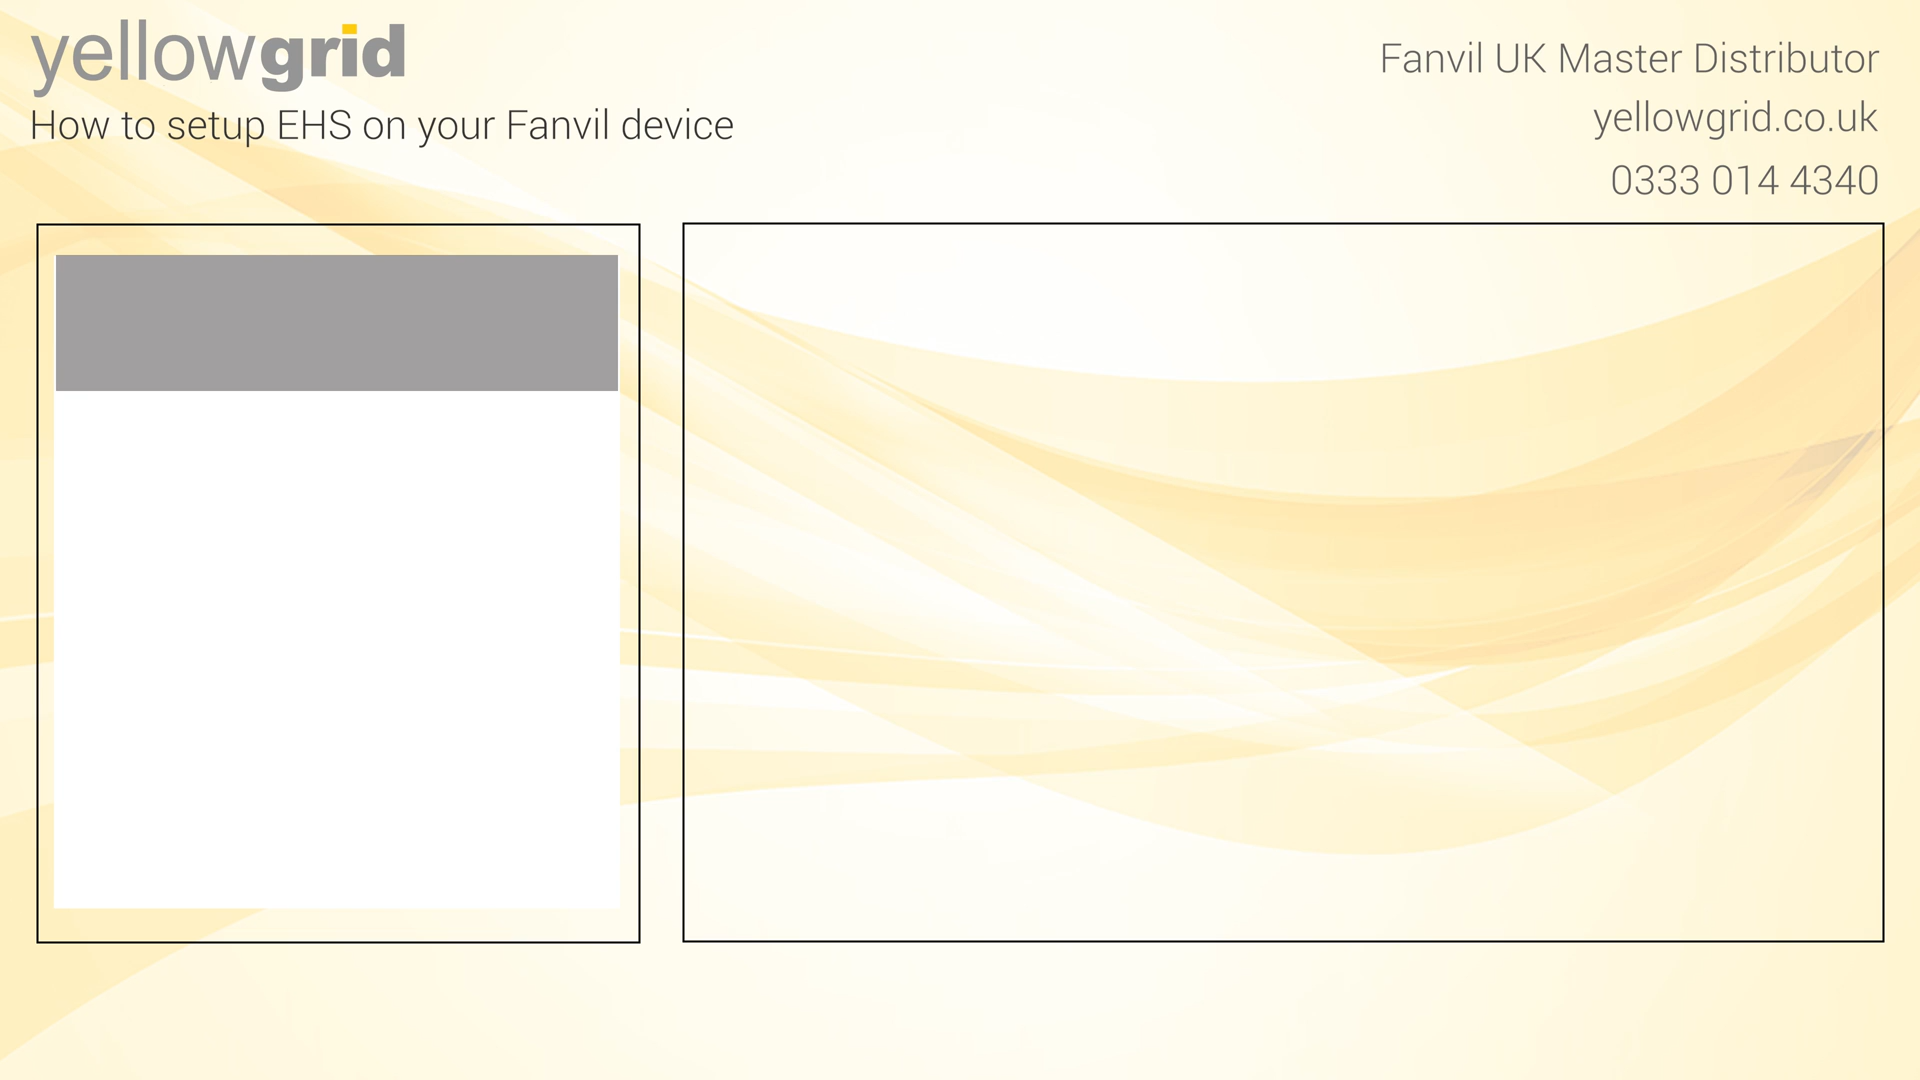 yellowgrid
How to setup EHS on your Fanvil device
Fanvil UK Master Distributor
yellowgrid.co.uk
0333 014 4340